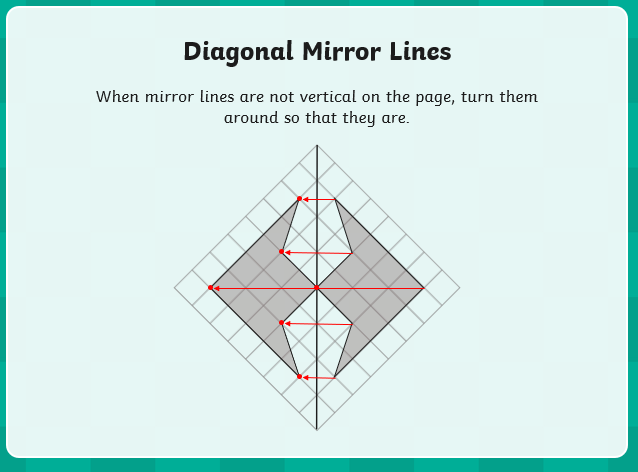 Diagonal Mirror Lines
When mirror lines are not vertical on the page, turn them
around so that they are.